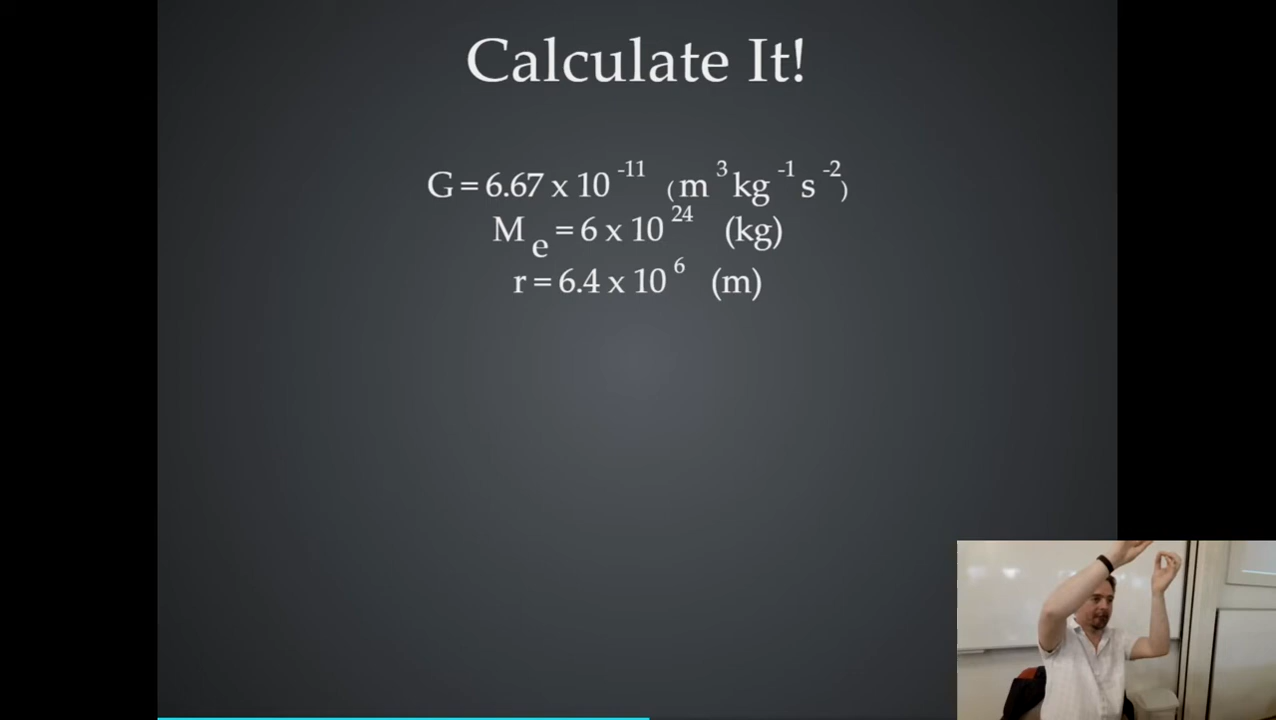 Calculate It!
G = 6.67 x 10 ⁻¹¹ (m ³ kg ⁻¹ s ⁻²)
M ₑ = 6 x 10 ²⁴ (kg)
r = 6.4 x 10 ⁶ (m)